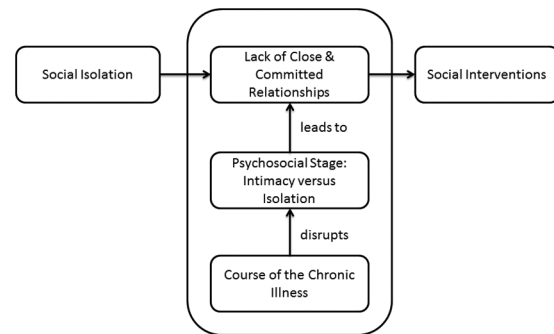 Social Isolation
Lack of Close &
Committed
Relationships
Social Interventions
leads to
Psychosocial Stage:
Intimacy versus
Isolation
disrupts
Course of the Chronic
Illness